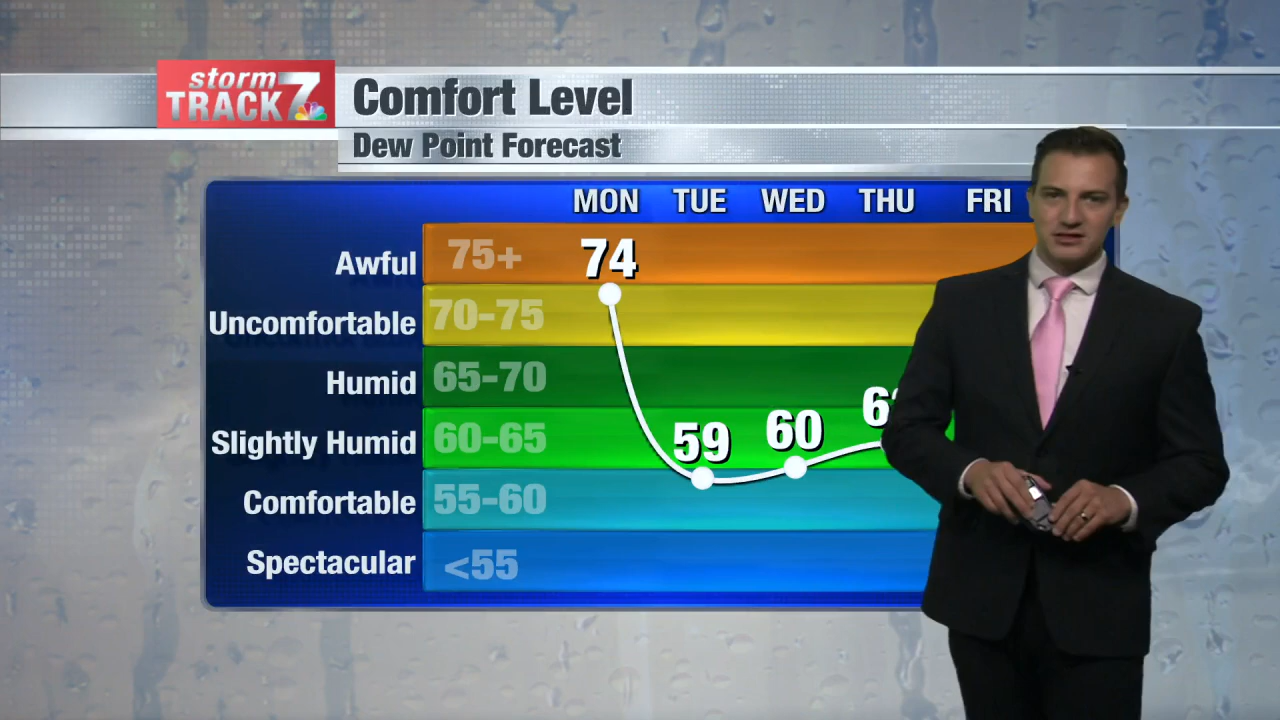 storm
TRACK 7
Comfort Level
Dew Point Forecast
MON TUE WED THU FRI
Awful 75+ 74
Uncomfortable 70-75
Humid 65-70
Slightly Humid 60-65 59 60
Comfortable 55-60
Spectacular <55